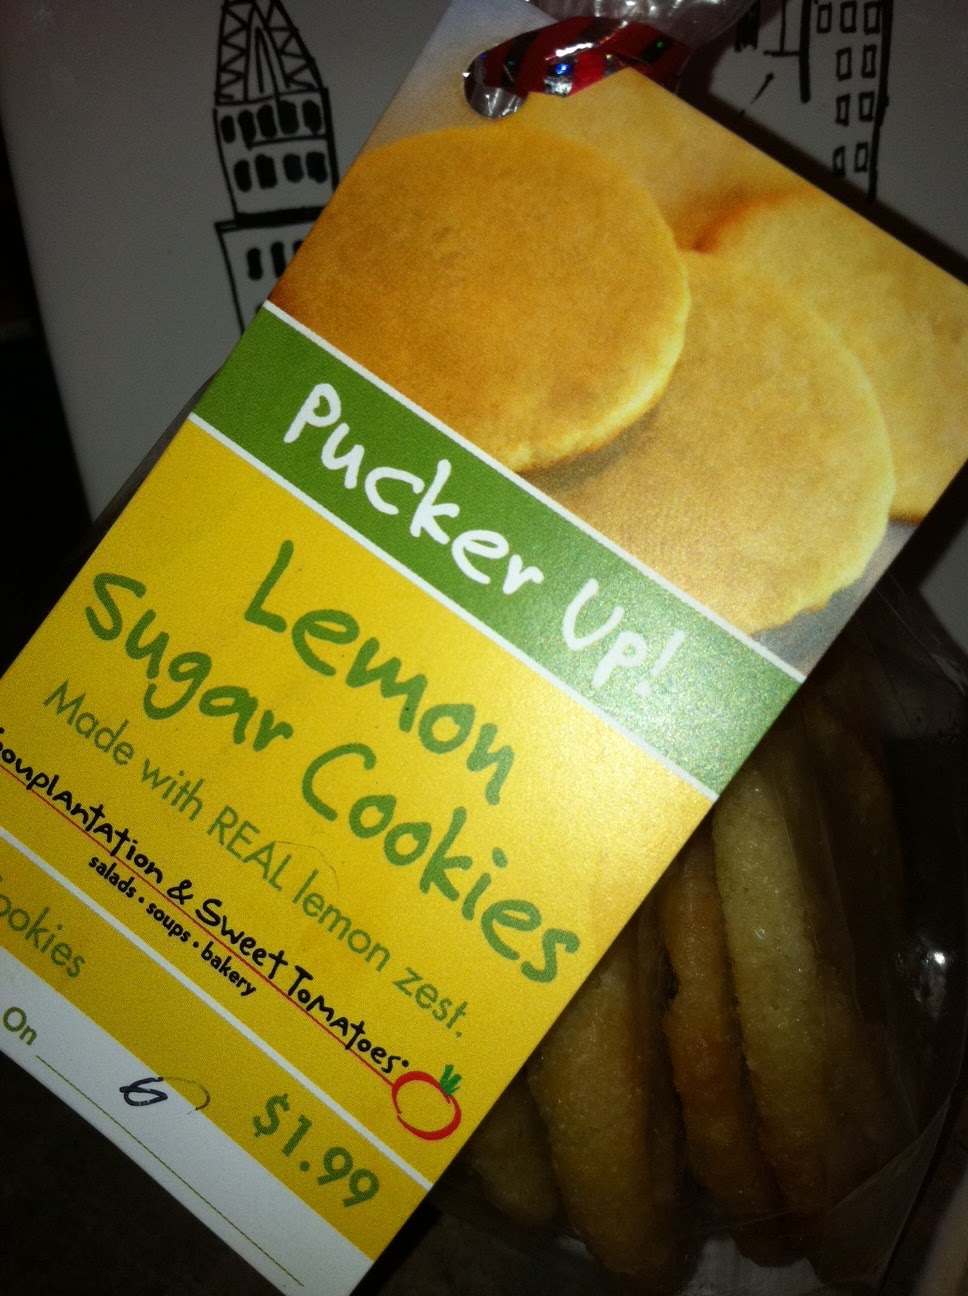 Pucker Up!
Lemon
Sugar Cookies
Made with REAL lemon zest.
Souplantation & Sweet Tomatoes
salads • soups • bakery
ookies
$1.99
On
6